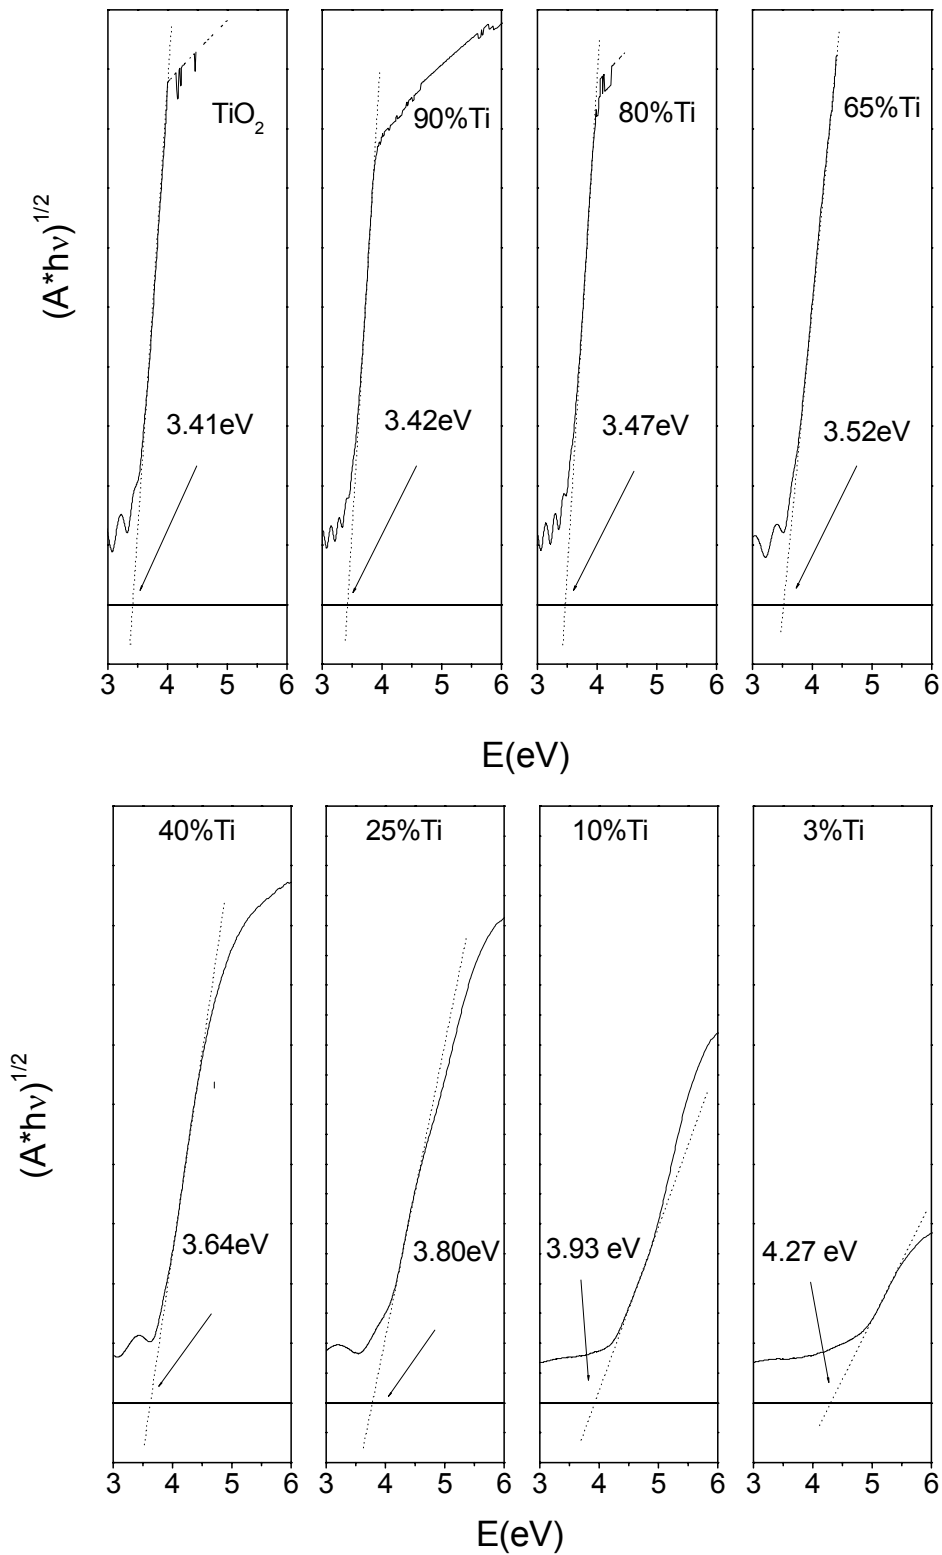 TiO2
90%Ti
80%Ti
65%Ti
(A*hν)1/2
3.41eV
3.42eV
3.47eV
3.52eV
3 4 5 6
3 4 5 6
3 4 5 6
3 4 5 6
E(eV)
40%Ti
25%Ti
10%Ti
3%Ti
(A*hν)1/2
3.64eV
3.80eV
3.93 eV
4.27 eV
3 4 5 6
3 4 5 6
3 4 5 6
3 4 5 6
E(eV)